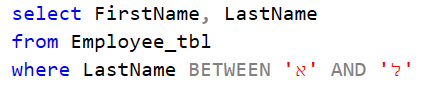 select FirstName, LastName
from Employee_tbl
where LastName BETWEEN 'א' AND 'ל'